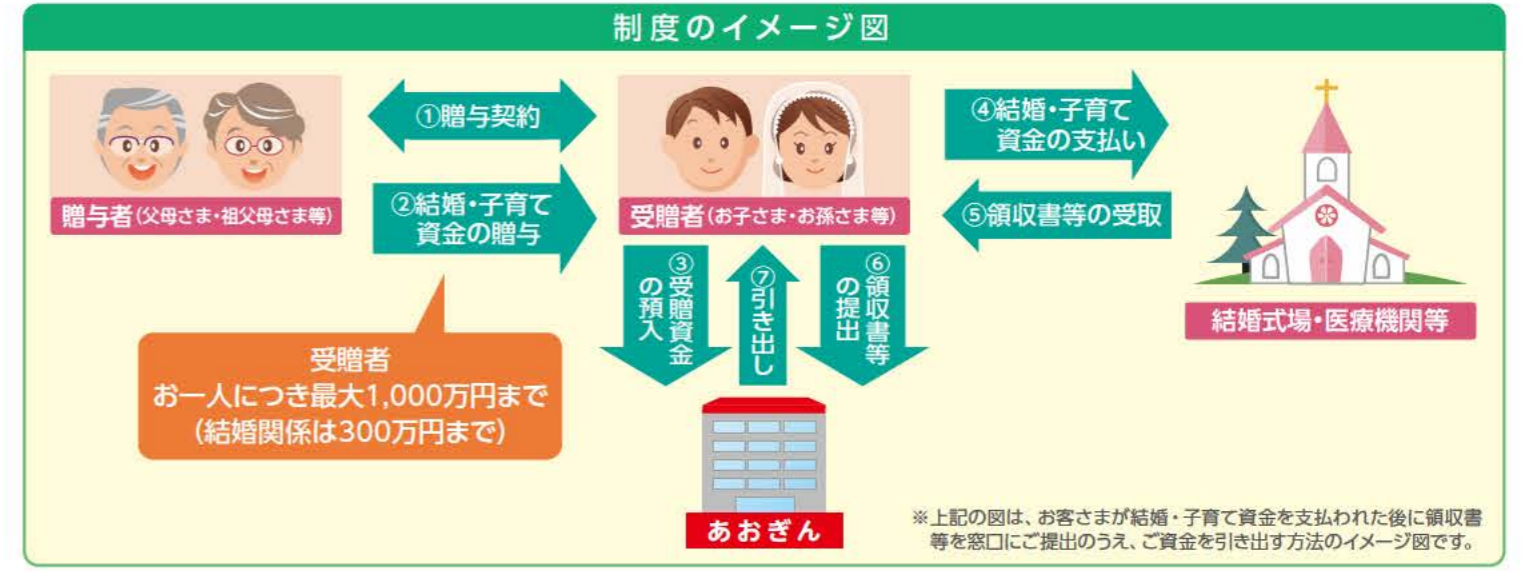 制度のイメージ図
贈与者(父母さま・祖父母さま等)
①贈与契約
②結婚・子育て
資金の贈与
受贈者
お一人につき最大1,000万円まで
(結婚関係は300万円まで)
受贈者(お子さま・お孫さま等)
③受贈資金
の預入
⑦引き出し
⑥領収書等
の提出
④結婚・子育て
資金の支払い
⑤領収書等の受取
結婚式場・医療機関等
あおぎん
※上記の図は、お客さまが結婚・子育て資金を支払われた後に領収書
等を窓口にご提出のうえ、ご資金を引き出す方法のイメージ図です。